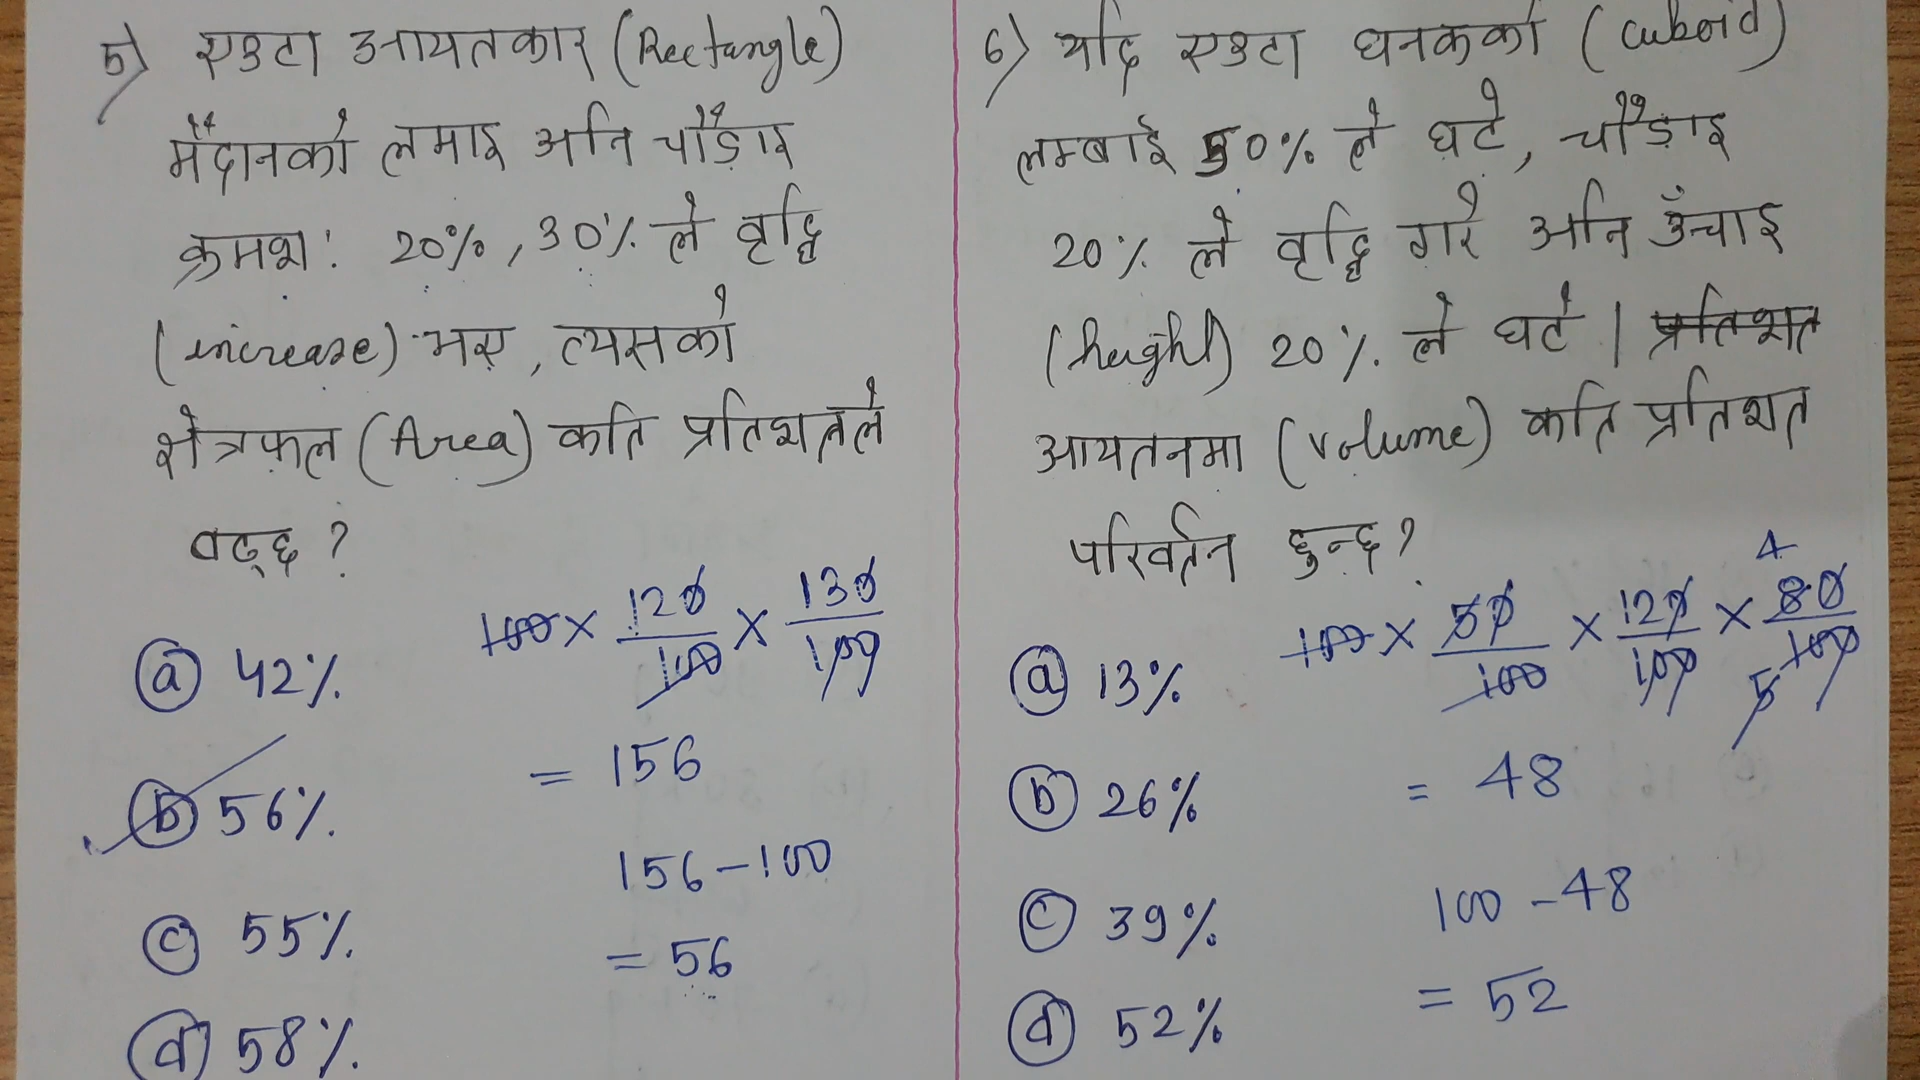 5) एउटा आयतकार (Rectangle)
मैदानको लमाइ अनि चौड़ाइ
क्रमश: 20%, 30% ले वृद्धि
(increase) भए, त्यसको
क्षेत्रफल (Area) कति प्रतिशतले
बढ्छ ?
100 × 120/100 × 130/100
ⓐ 42%
= 156
ⓑ 56%
156 - 100
ⓒ 55%
= 56
ⓓ 58%
6) यदि एउटा घनकको (cuboid)
लम्बाई 50% ले घटे, चौड़ाइ
20% ले वृद्धि गरे अनि उँचाइ
(height) 20% ले घटे | प्रतिशत
आयतनमा (volume) कति प्रतिशत
परिवर्तन हुन्छ ?
100 × 50/100 × 120/100 × 80/100 4 5
ⓐ 13%
= 48
ⓑ 26%
100 - 48
ⓒ 39%
= 52
ⓓ 52%